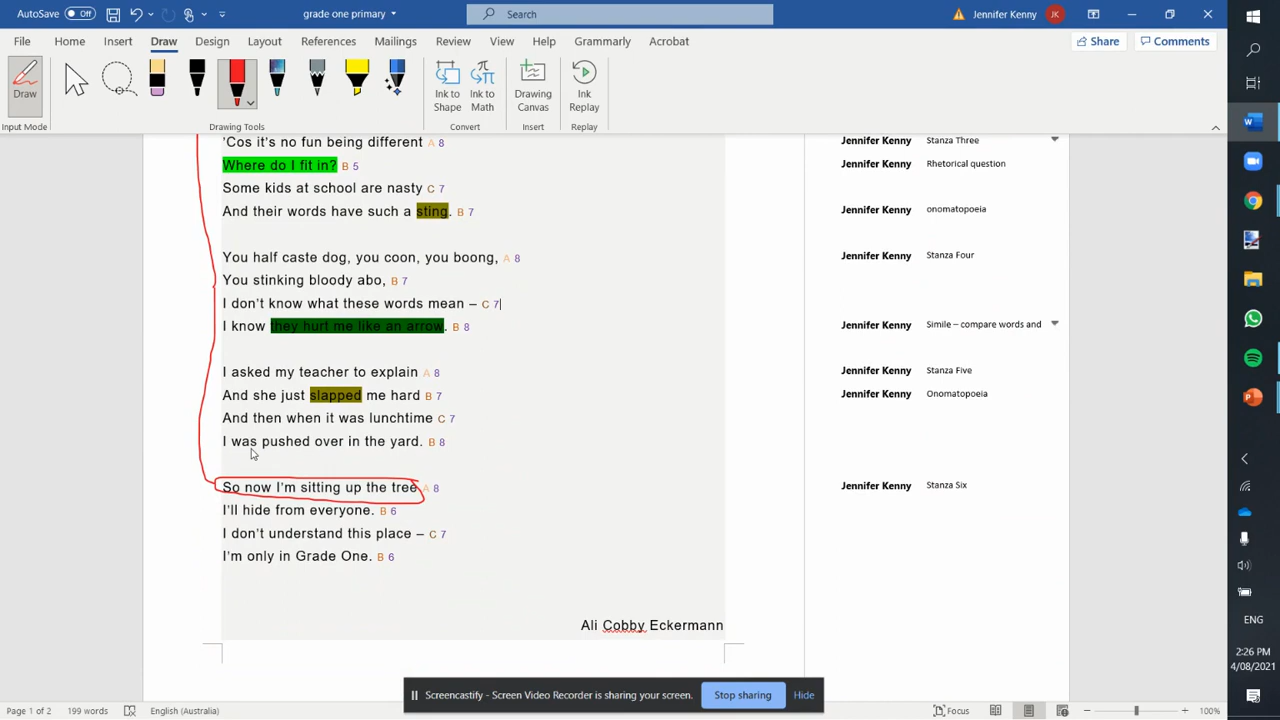 AutoSave Off
grade one primary
Search
Jennifer Kenny JK
File Home Insert Draw Design Layout References Mailings Review View Help Grammarly Acrobat Share Comments
Draw
Ink to Shape
Ink to Math
Drawing Canvas
Ink Replay
Input Mode Drawing Tools Convert Insert Replay
'Cos it's no fun being different A 8
Jennifer Kenny Stanza Three
Where do I fit in? B 5
Jennifer Kenny Rhetorical question
Some kids at school are nasty C 7
And their words have such a sting. B 7
Jennifer Kenny onomatopoeia
You half caste dog, you coon, you boong, A 8
Jennifer Kenny Stanza Four
You stinking bloody abo, B 7
I don't know what these words mean – C 7
I know they hurt me like an arrow. B 8
Jennifer Kenny Simile – compare words and
I asked my teacher to explain A 8
Jennifer Kenny Stanza Five
And she just slapped me hard B 7
Jennifer Kenny Onomatopoeia
And then when it was lunchtime C 7
I was pushed over in the yard. B 8
So now I'm sitting up the tree A 8
Jennifer Kenny Stanza Six
I'll hide from everyone. B 6
I don't understand this place – C 7
I'm only in Grade One. B 6
Ali Cobby Eckermann
Screencastify - Screen Video Recorder is sharing your screen. Stop sharing Hide
Page 1 of 2 199 words English (Australia) Focus 100%
ENG
2:26 PM
4/08/2021